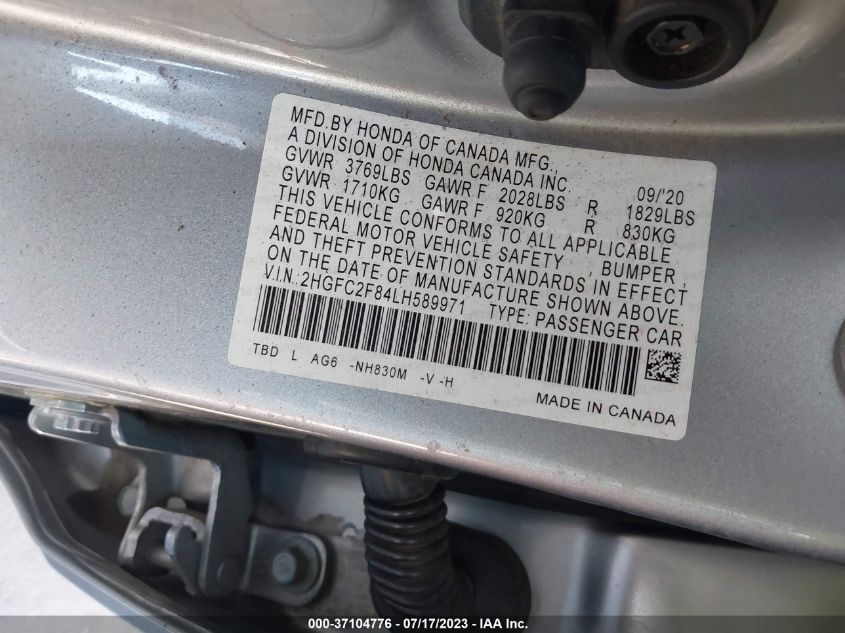 MFD. BY HONDA OF CANADA MFG.,
A DIVISION OF HONDA CANADA INC. 09/'20
GVWR 3769LBS GAWR F 2028LBS R 1829LBS
GVWR 1710KG GAWR F 920KG R 830KG
THIS VEHICLE CONFORMS TO ALL APPLICABLE
FEDERAL MOTOR VEHICLE SAFETY, BUMPER,
AND THEFT PREVENTION STANDARDS IN EFFECT
ON THE DATE OF MANUFACTURE SHOWN ABOVE.
V.I.N.: 2HGFC2F84LH589971 TYPE: PASSENGER CAR
TBD L AG6 -NH830M -V -H
MADE IN CANADA
GVW-37104776 / 07/17/2023 - IAA Inc.